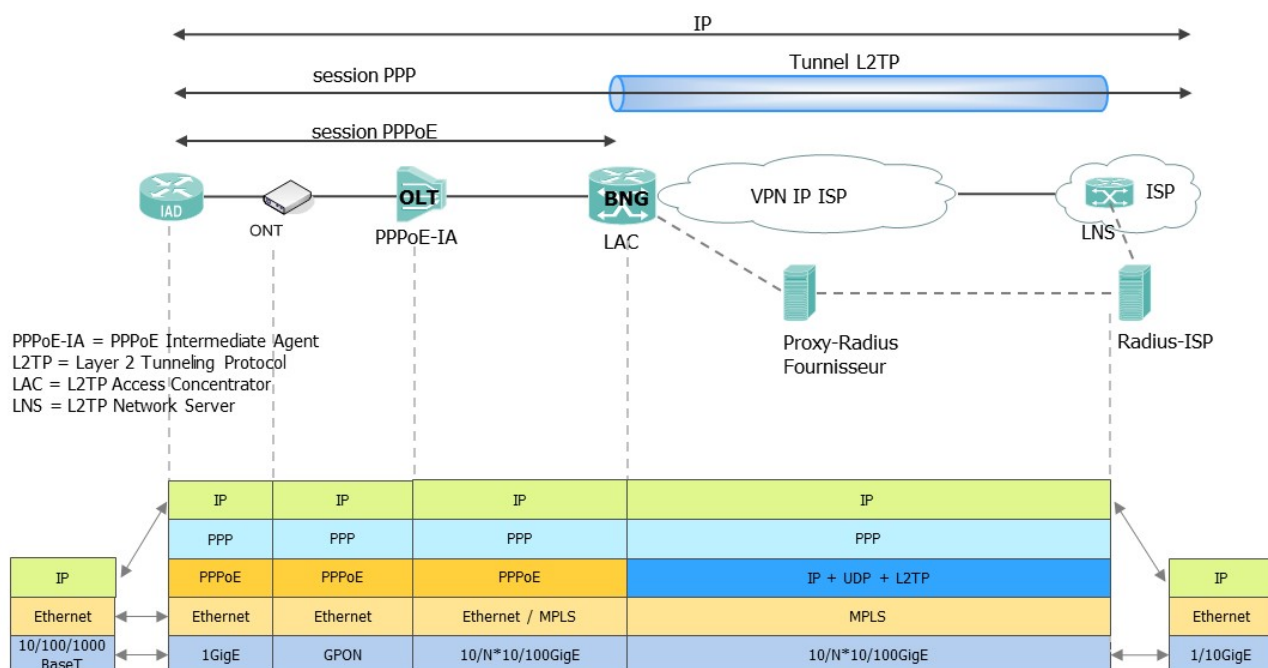 IP
Tunnel L2TP
session PPP
session PPPoE
IAD
ONT
OLT
PPPoE-IA
BNG
LAC
VPN IP ISP
ISP
LNS
Proxy-Radius
Fournisseur
Radius-ISP
PPPoE-IA = PPPoE Intermediate Agent
L2TP = Layer 2 Tunneling Protocol
LAC = L2TP Access Concentrator
LNS = L2TP Network Server
IP IP IP IP
PPP PPP PPP PPP
IP PPPoE PPPoE PPPoE IP + UDP + L2TP IP
Ethernet Ethernet Ethernet Ethernet / MPLS MPLS Ethernet
10/100/1000
BaseT 1GigE GPON 10/N*10/100GigE 10/N*10/100GigE 1/10GigE